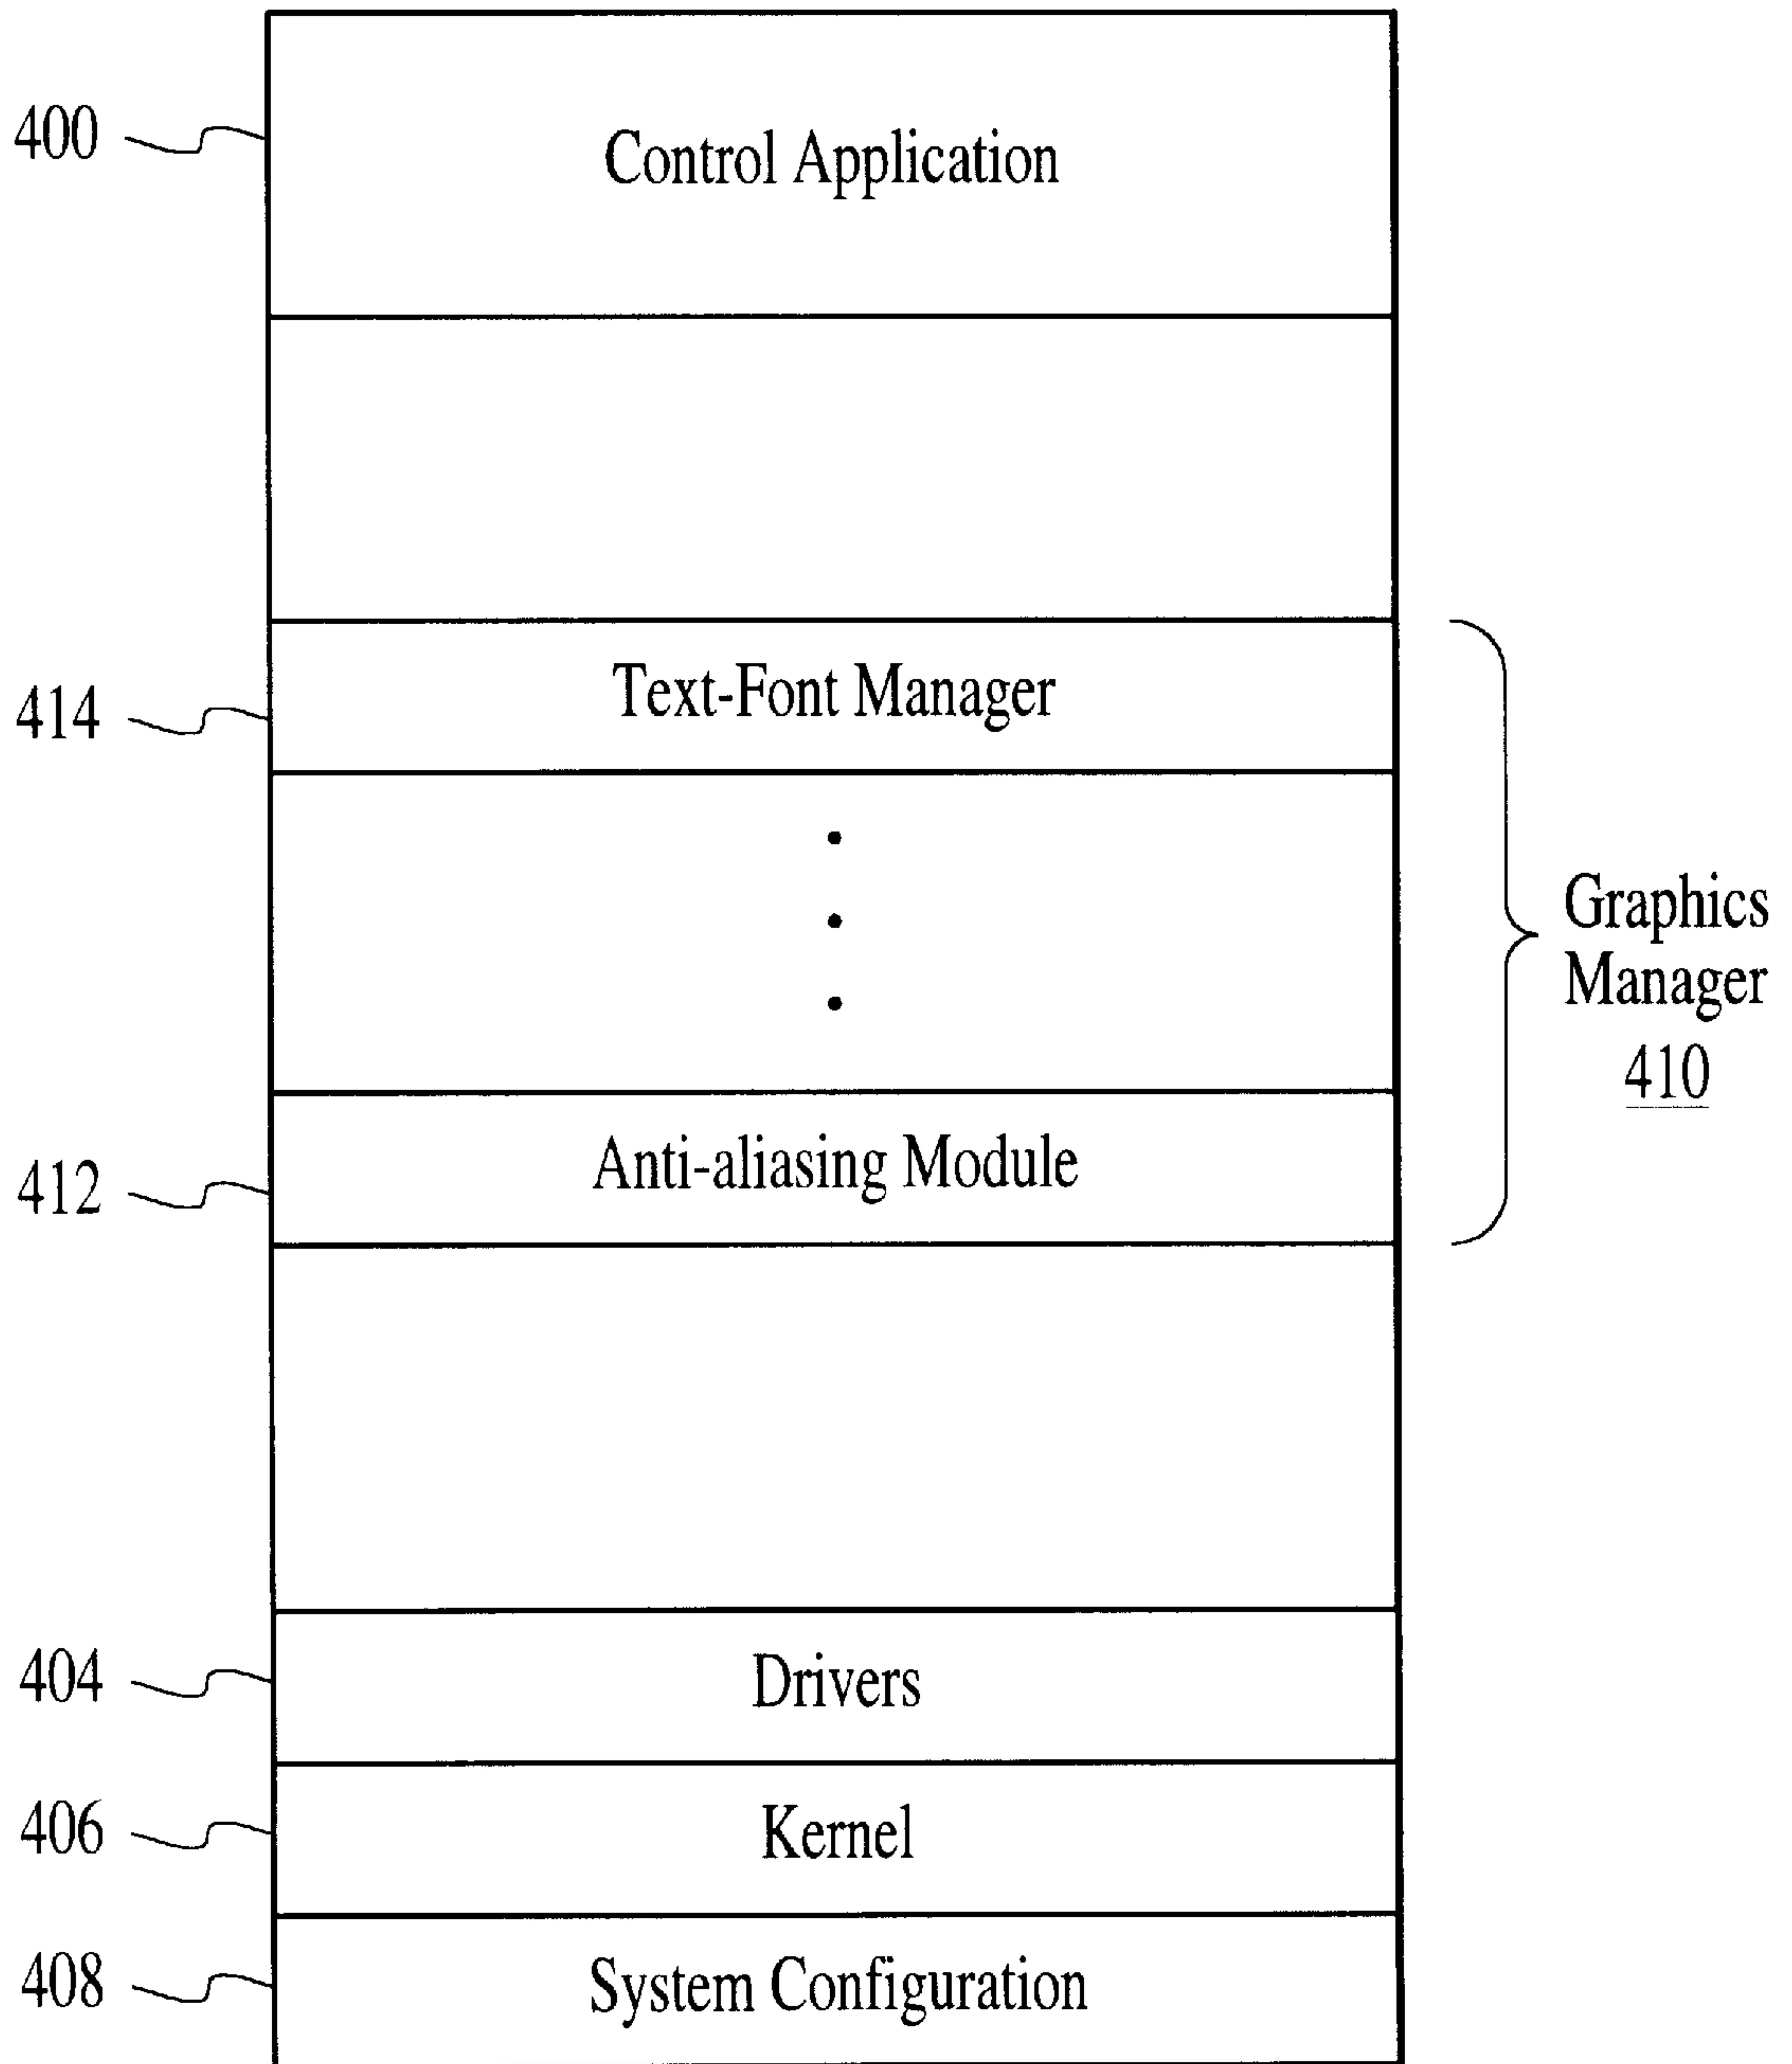 400
Control Application
414
Text-Font Manager
Graphics
Manager
410
412
Anti-aliasing Module
404
Drivers
406
Kernel
408
System Configuration